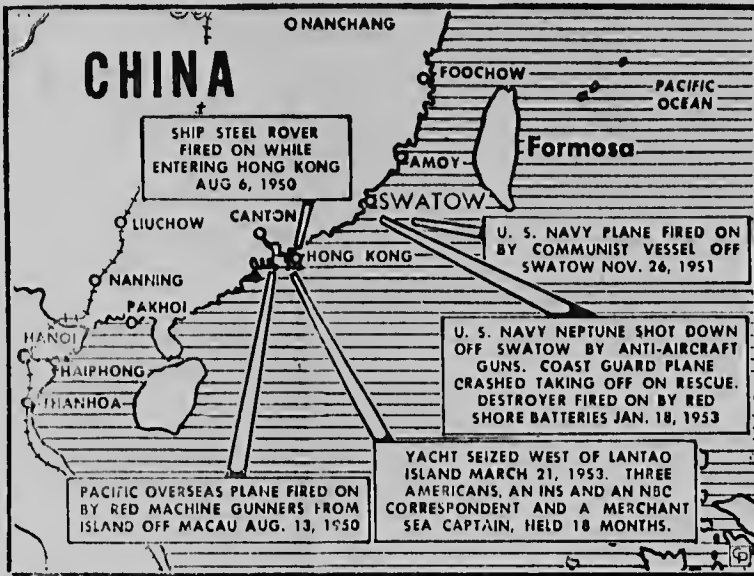 NANCHANG
CHINA
FOOCHOW
PACIFIC
OCEAN
SHIP STEEL ROVER
FIRED ON WHILE
ENTERING HONG KONG
AUG 6, 1950
Formosa
AMOY
SWATOW
LIUCHOW
CANTON
U. S. NAVY PLANE FIRED ON
BY COMMUNIST VESSEL OFF
SWATOW NOV. 26, 1951
HONG KONG
NANNING
PAKHOI
HANOI
HAIPHONG
THANHOA
U. S. NAVY NEPTUNE SHOT DOWN
OFF SWATOW BY ANTI-AIRCRAFT
GUNS. COAST GUARD PLANE
CRASHED TAKING OFF ON RESCUE.
DESTROYER FIRED ON BY RED
SHORE BATTERIES JAN. 18, 1953
YACHT SEIZED WEST OF LANTAO
ISLAND MARCH 21, 1953. THREE
AMERICANS, AN INS AND AN NBC
CORRESPONDENT AND A MERCHANT
SEA CAPTAIN, HELD 18 MONTHS.
PACIFIC OVERSEAS PLANE FIRED ON
BY RED MACHINE GUNNERS FROM
ISLAND OFF MACAU AUG. 13, 1950